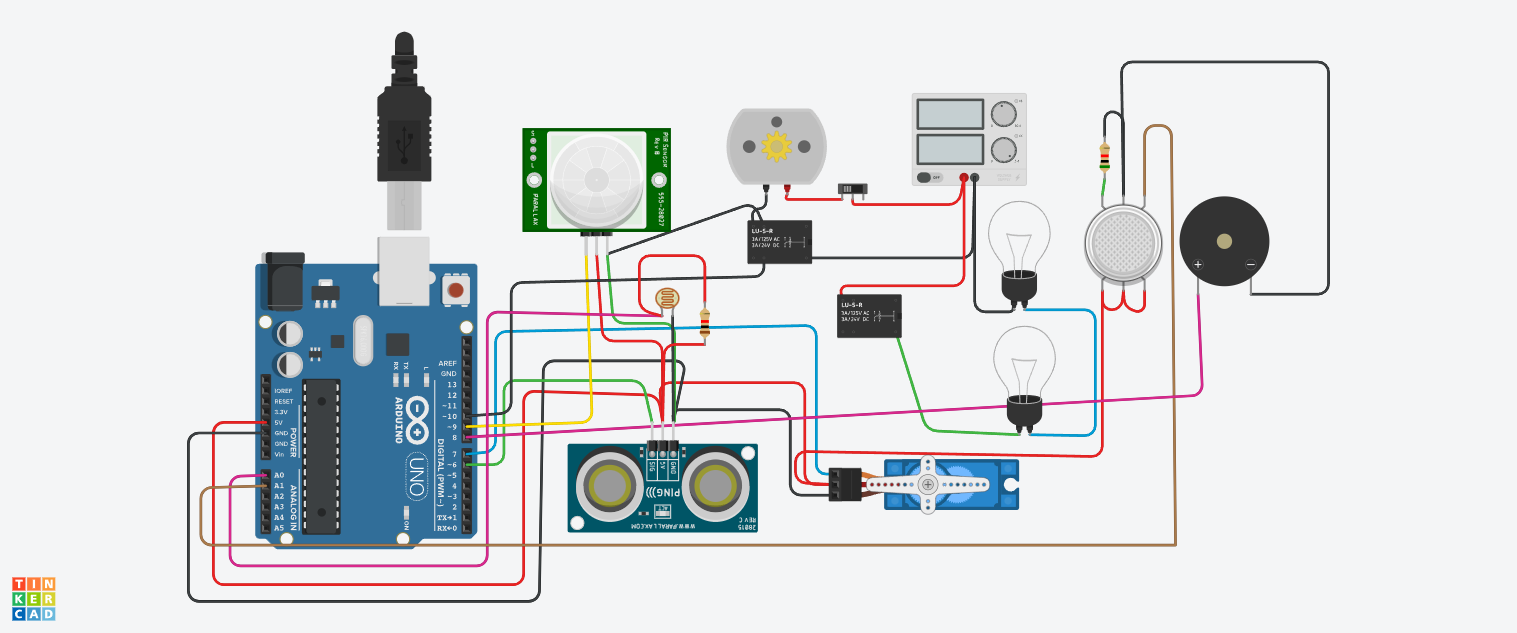 PIR Sensor
Rev B
555-28027
PARALLAX
S
L
LU-S-R
3A/125V AC
3A/24V DC
OFF
LU-S-R
3A/125V AC
3A/24V DC
+
−
AREF
GND
13
12
~11
~10
~9
8
7
~6
~5
4
~3
2
TX→1
RX←0
DIGITAL (PWM~)
IOREF
RESET
3.3V
5V
GND
GND
Vin
POWER
A0
A1
A2
A3
A4
A5
ANALOG IN
RX
TX
L
ARDUINO
UNO
ON
SIG
5V
GND
PING)))
ACT
WWW.PARALLAX.COM
28015
REV C
TIN
KER
CAD